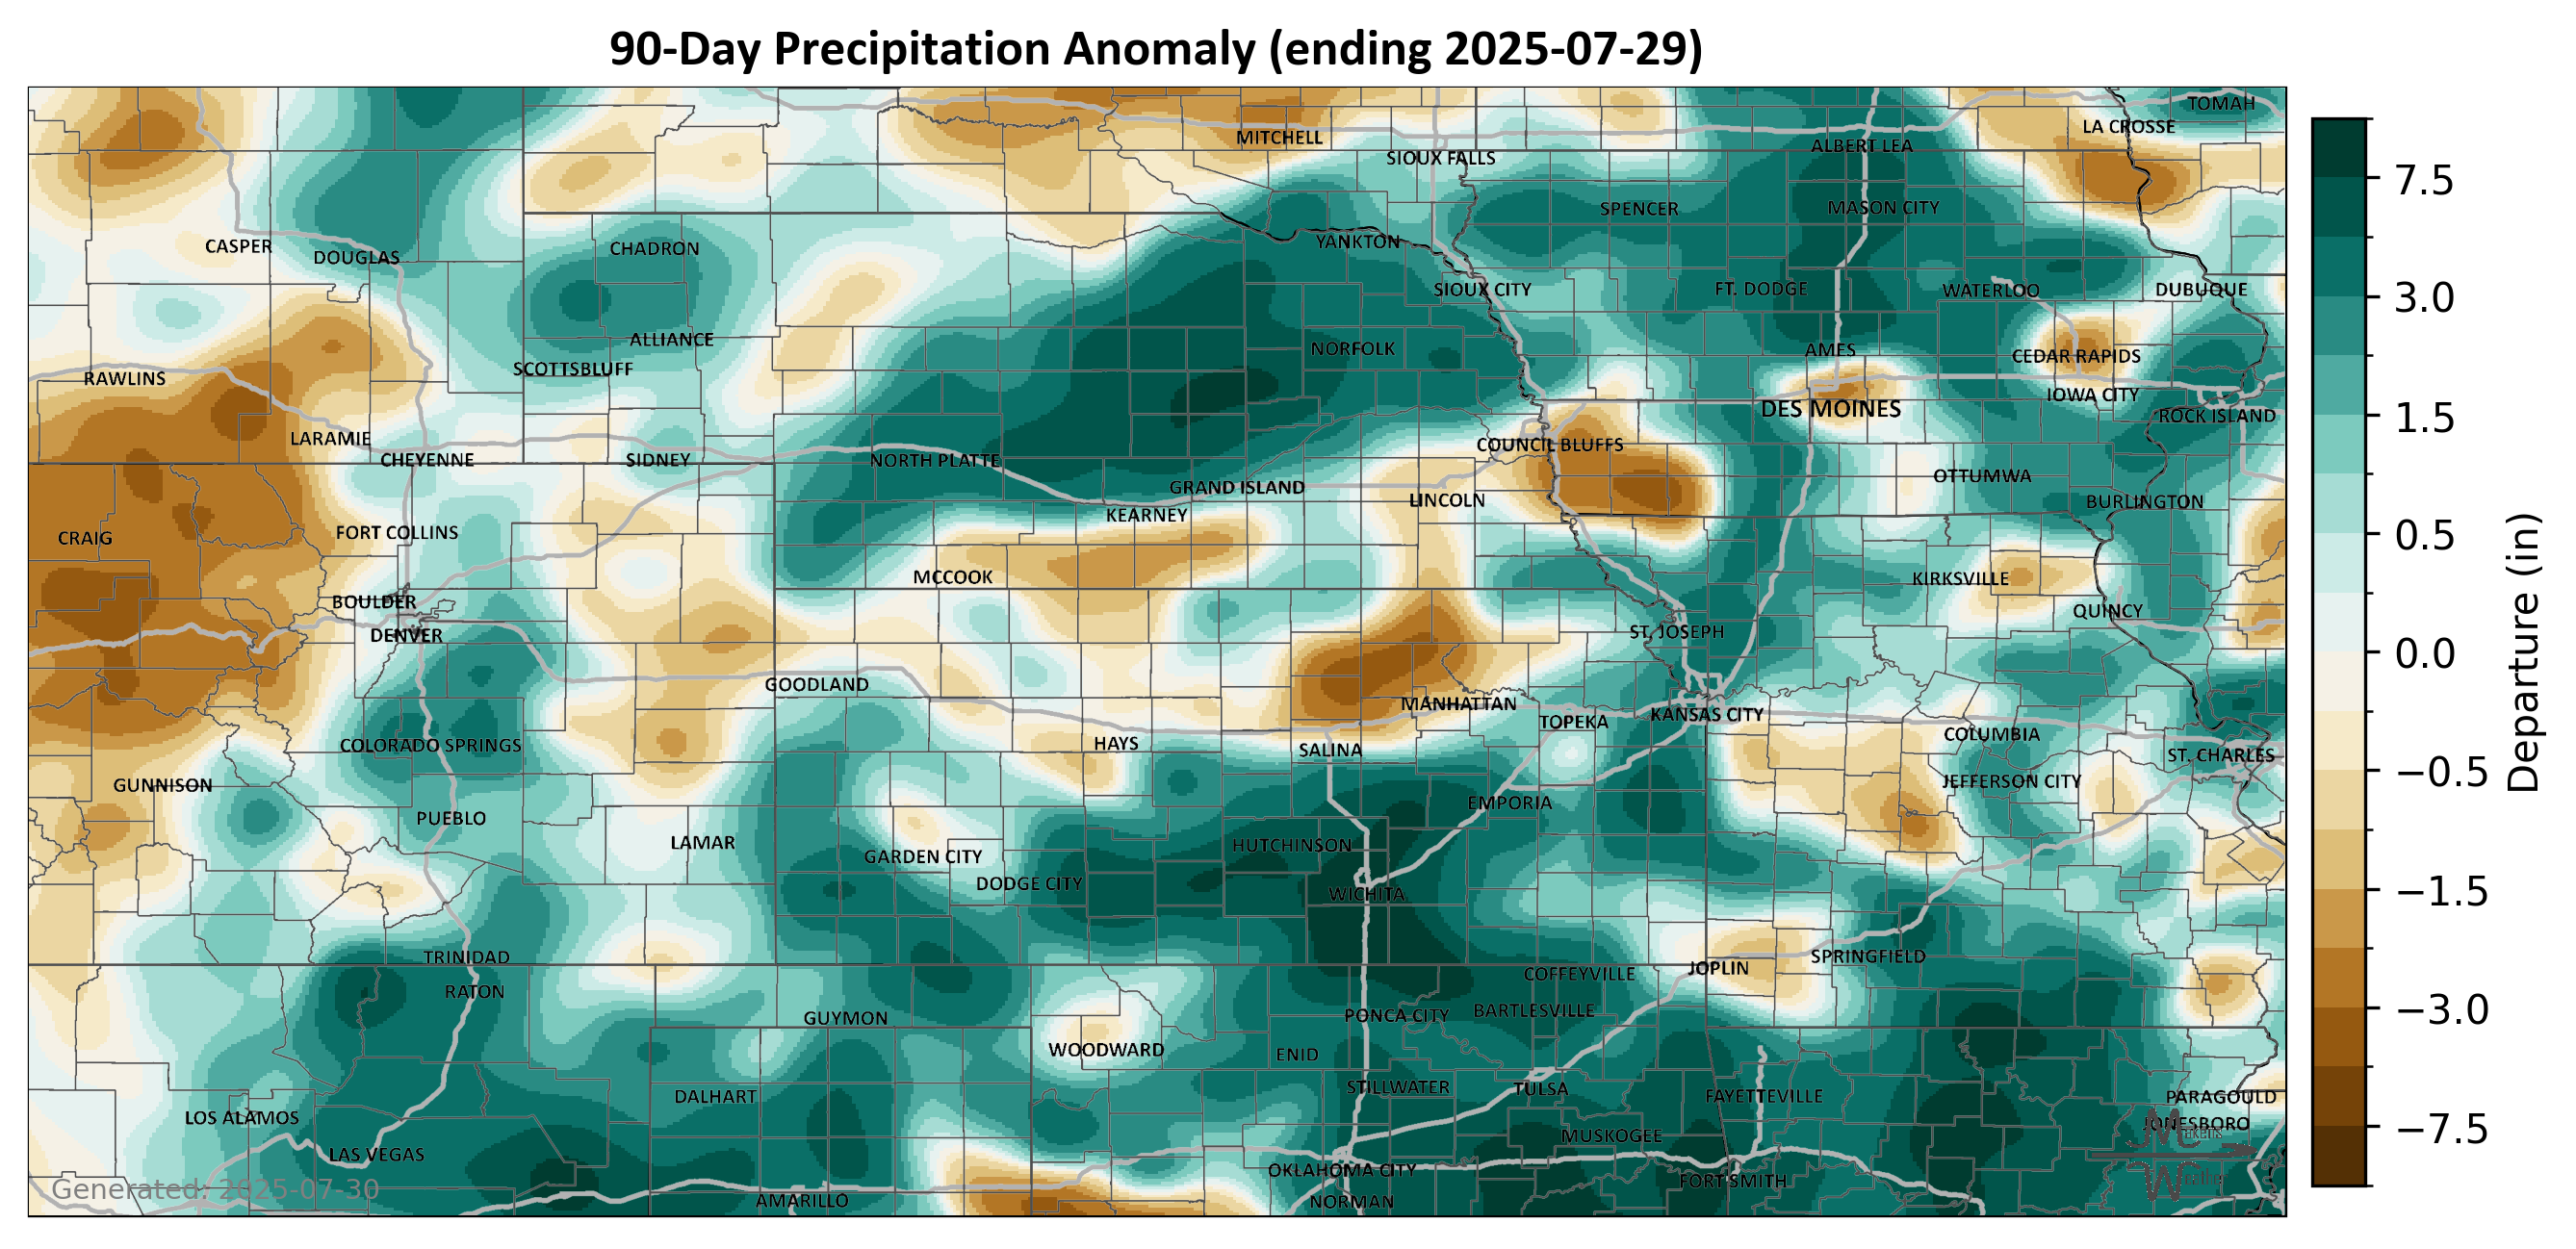 90-Day Precipitation Anomaly (ending 2025-07-29)
TOMAH
LA CROSSE
MITCHELL
ALBERT LEA
SIOUX FALLS
SPENCER
MASON CITY
YANKTON
CASPER
CHADRON
DOUGLAS
SIOUX CITY
FT. DODGE
WATERLOO
DUBUQUE
ALLIANCE
NORFOLK
AMES
CEDAR RAPIDS
SCOTTSBLUFF
RAWLINS
IOWA CITY
DES MOINES
ROCK ISLAND
LARAMIE
COUNCIL BLUFFS
CHEYENNE
SIDNEY
NORTH PLATTE
OTTUMWA
GRAND ISLAND
LINCOLN
BURLINGTON
KEARNEY
FORT COLLINS
CRAIG
MCCOOK
KIRKSVILLE
BOULDER
QUINCY
DENVER
ST. JOSEPH
GOODLAND
MANHATTAN
KANSAS CITY
TOPEKA
COLUMBIA
COLORADO SPRINGS
HAYS
SALINA
ST. CHARLES
GUNNISON
JEFFERSON CITY
EMPORIA
PUEBLO
LAMAR
HUTCHINSON
GARDEN CITY
DODGE CITY
WICHITA
TRINIDAD
SPRINGFIELD
JOPLIN
COFFEYVILLE
RATON
BARTLESVILLE
GUYMON
PONCA CITY
WOODWARD
ENID
STILLWATER
TULSA
DALHART
FAYETTEVILLE
PARAGOULD
LOS ALAMOS
JONESBORO
MUSKOGEE
LAS VEGAS
OKLAHOMA CITY
FORT SMITH
AMARILLO
NORMAN
Generated: 2025-07-30
7.5
3.0
1.5
0.5
0.0
−0.5
−1.5
−3.0
−7.5
Departure (in)